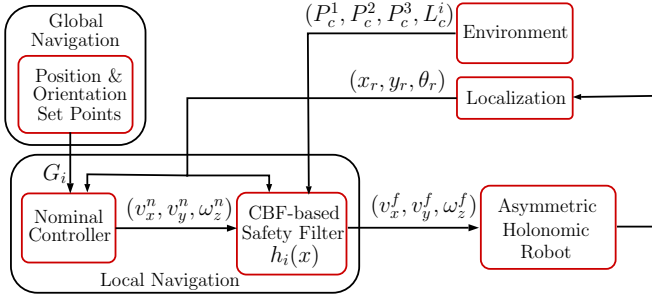 Global
Navigation
Position &
Orientation
Set Points
(P_c^1, P_c^2, P_c^3, L_c^i)
Environment
(x_r, y_r, θ_r)
Localization
G_i
Nominal
Controller
(v_x^n, v_y^n, ω_z^n)
CBF-based
Safety Filter
h_i(x)
(v_x^f, v_y^f, ω_z^f)
Asymmetric
Holonomic
Robot
Local Navigation